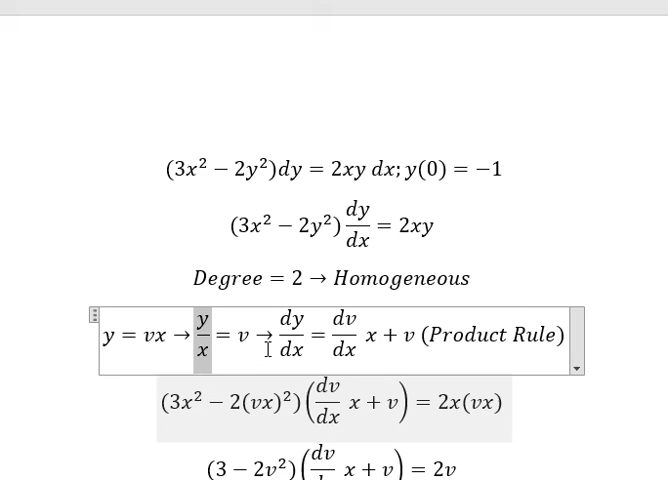 (3x² − 2y²)dy = 2xy dx; y(0) = −1
(3x² − 2y²) dy/dx = 2xy
Degree = 2 → Homogeneous
y = vx → y/x = v → dy/dx = dv/dx x + v (Product Rule)
(3x² − 2(vx)²)(dv/dx x + v) = 2x(vx)
(3 − 2v²)(dv/dx x + v) = 2v